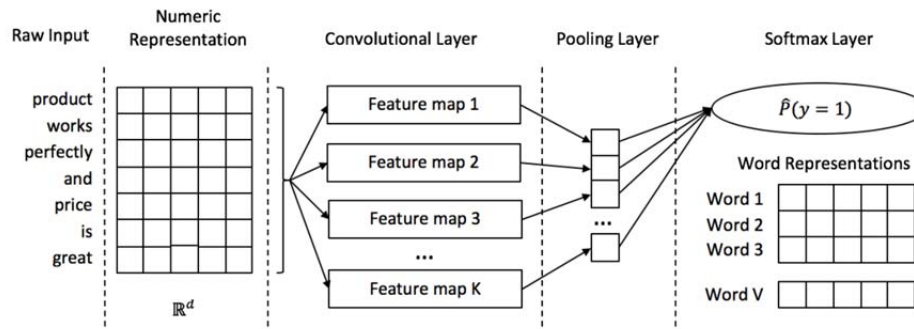 Raw Input
Numeric
Representation
Convolutional Layer
Pooling Layer
Softmax Layer
product
works
perfectly
and
price
is
great
ℝᵈ
Feature map 1
Feature map 2
Feature map 3
...
Feature map K
...
P̂(y = 1)
Word Representations
Word 1
Word 2
Word 3
Word V